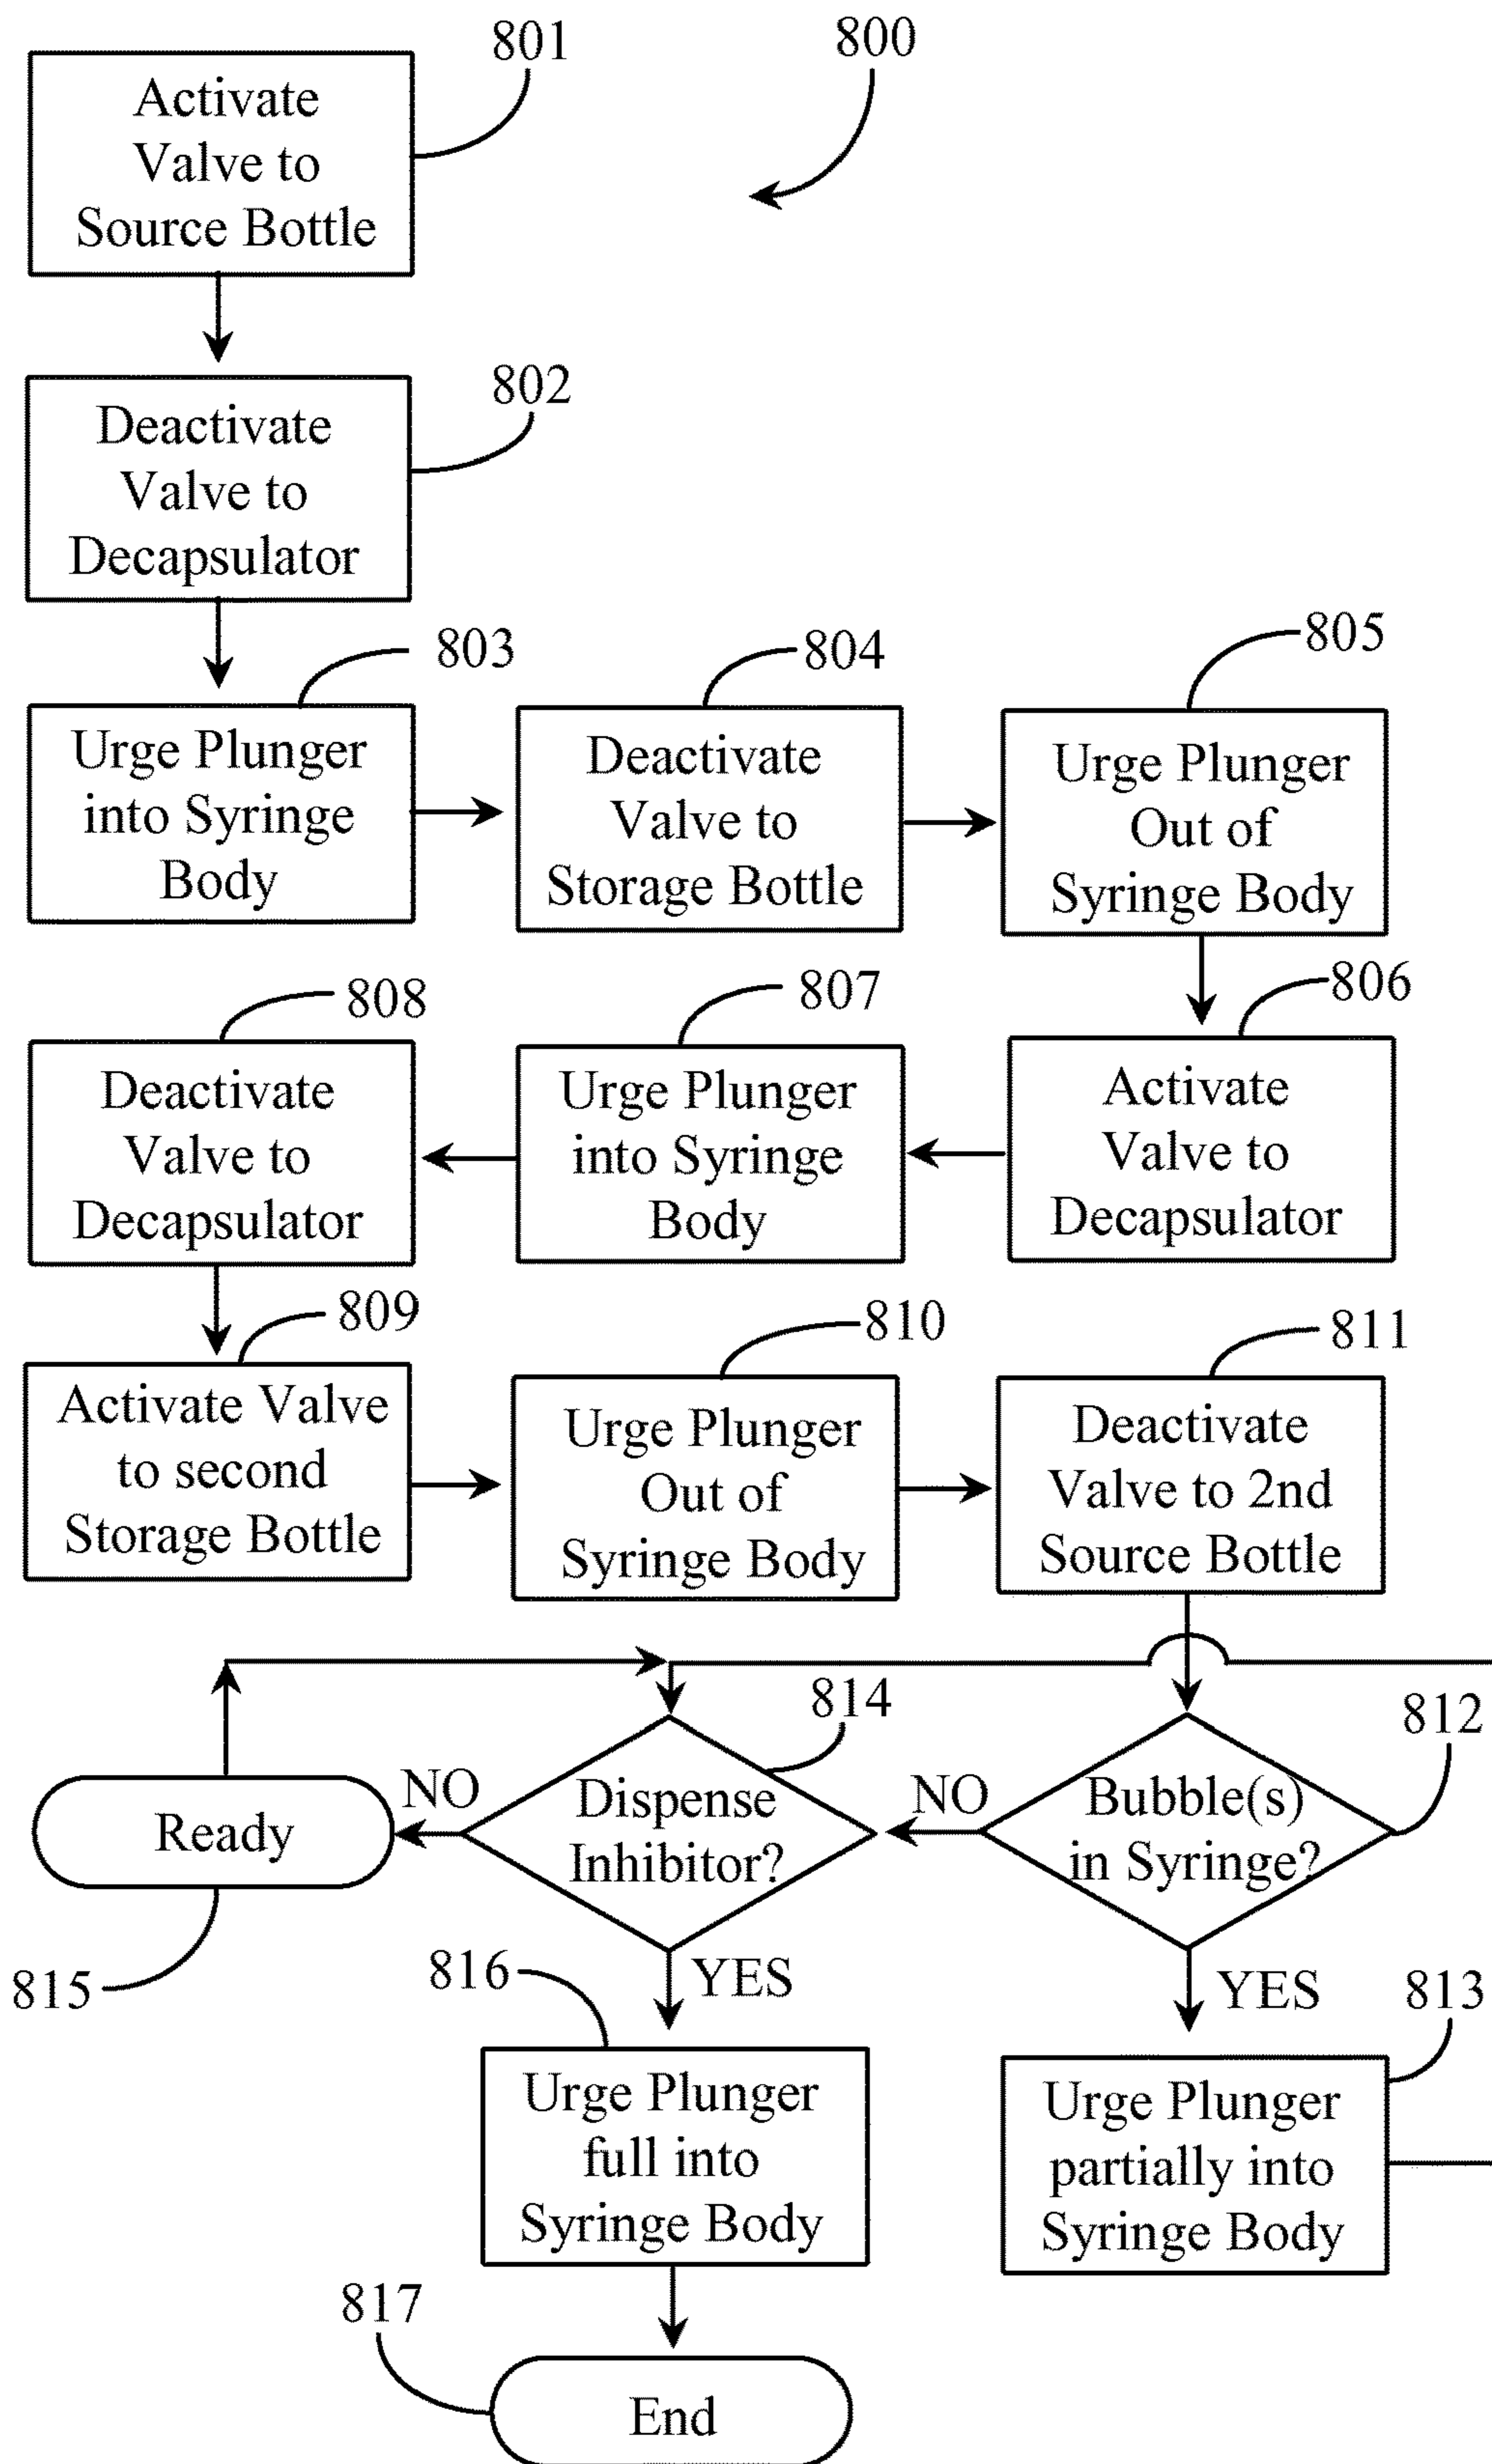 801
800
Activate
Valve to
Source Bottle
802
Deactivate
Valve to
Decapsulator
803
804
805
Urge Plunger
into Syringe
Body
Deactivate
Valve to
Storage Bottle
Urge Plunger
Out of
Syringe Body
808
807
806
Deactivate
Valve to
Decapsulator
Urge Plunger
into Syringe
Body
Activate
Valve to
Decapsulator
809
810
811
Activate Valve
to second
Storage Bottle
Urge Plunger
Out of
Syringe Body
Deactivate
Valve to 2nd
Source Bottle
814
812
Ready
NO
Dispense
Inhibitor?
NO
Bubble(s)
in Syringe?
815
816
YES
YES
813
Urge Plunger
full into
Syringe Body
Urge Plunger
partially into
Syringe Body
817
End